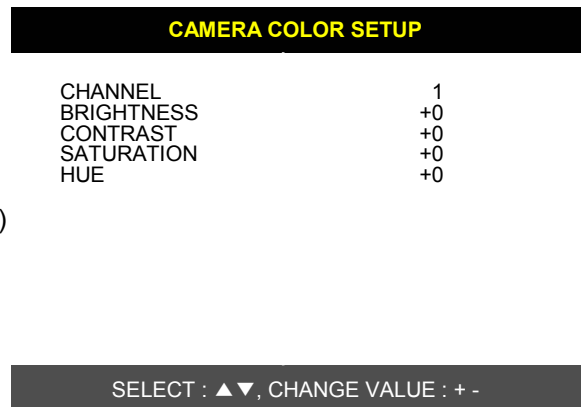 CAMERA COLOR SETUP
CHANNEL 1
BRIGHTNESS +0
CONTRAST +0
SATURATION +0
HUE +0
)
SELECT : ▲▼, CHANGE VALUE : + -